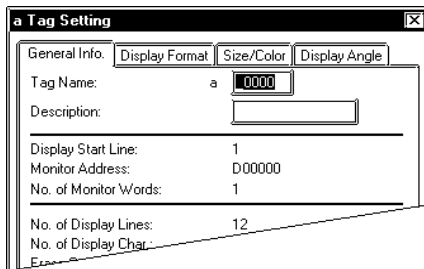 a Tag Setting
General Info. Display Format Size/Color Display Angle
Tag Name: a _0000
Description:
Display Start Line: 1
Monitor Address: D00000
No. of Monitor Words: 1
No. of Display Lines: 12
No. of Display Char.: